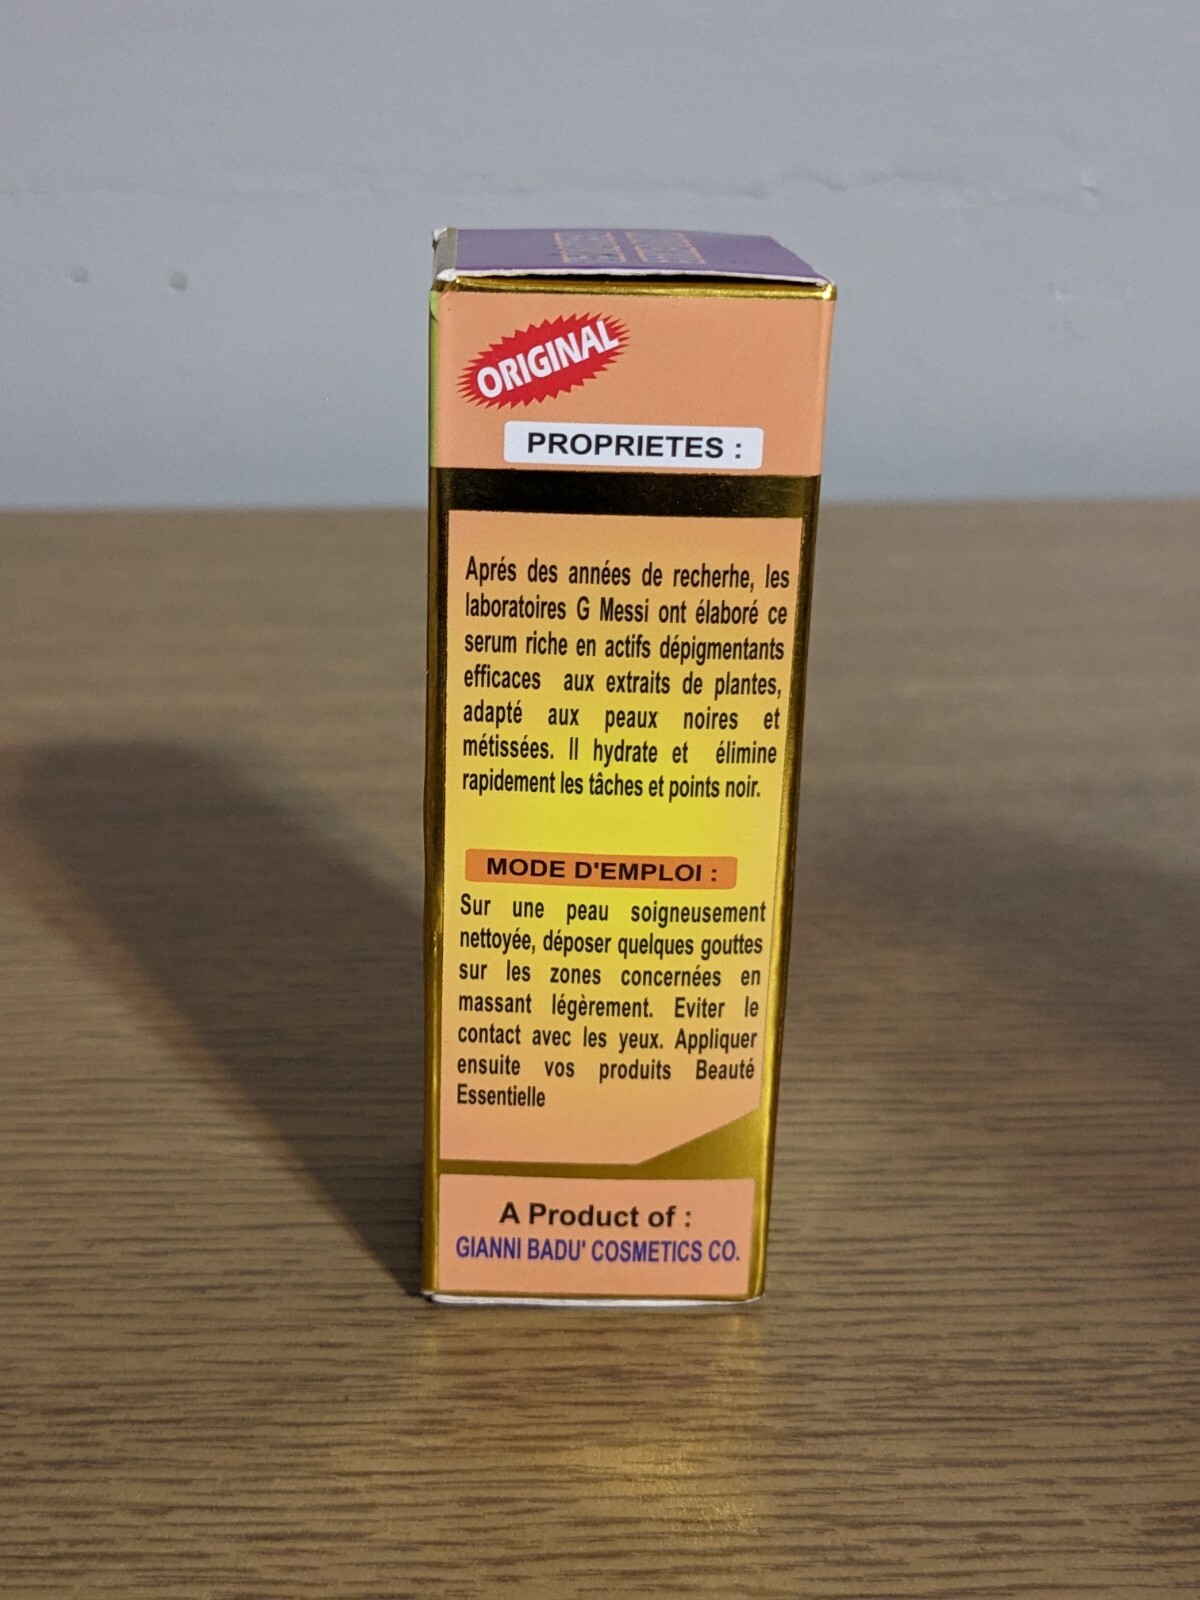 ORIGINAL
PROPRIETES :
Aprés des années de recherhe, les
laboratoires G Messi ont élaboré ce
serum riche en actifs dépigmentants
efficaces aux extraits de plantes,
adapté aux peaux noires et
métissées. Il hydrate et élimine
rapidement les tâches et points noir.
MODE D'EMPLOI :
Sur une peau soigneusement
nettoyée, déposer quelques gouttes
sur les zones concernées en
massant légèrement. Eviter le
contact avec les yeux. Appliquer
ensuite vos produits Beauté
Essentielle
A Product of :
GIANNI BADU' COSMETICS CO.